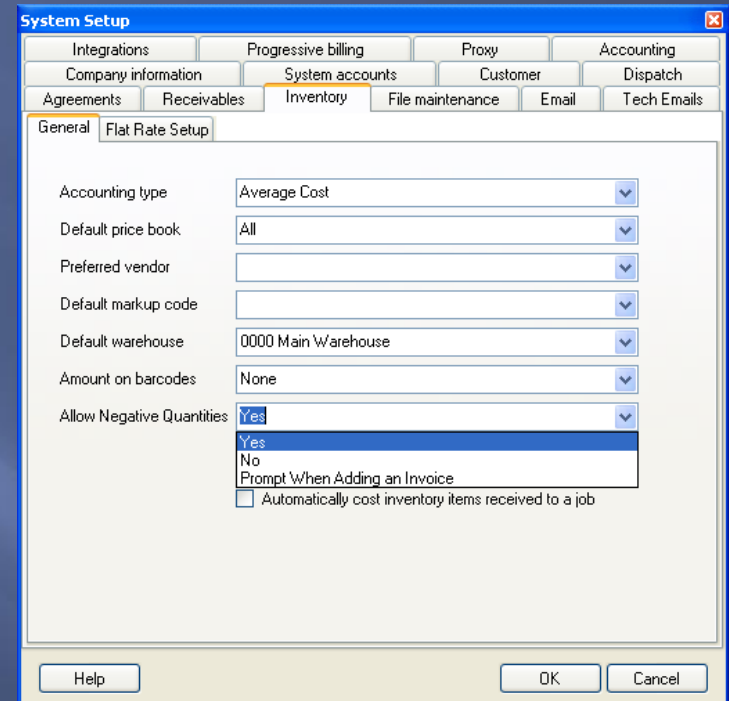 System Setup
Integrations Progressive billing Proxy Accounting
Company information System accounts Customer Dispatch
Agreements Receivables Inventory File maintenance Email Tech Emails
General Flat Rate Setup
Accounting type Average Cost
Default price book All
Preferred vendor
Default markup code
Default warehouse 0000 Main Warehouse
Amount on barcodes None
Allow Negative Quantities Yes
Yes
No
Prompt When Adding an Invoice
Automatically cost inventory items received to a job
Help OK Cancel